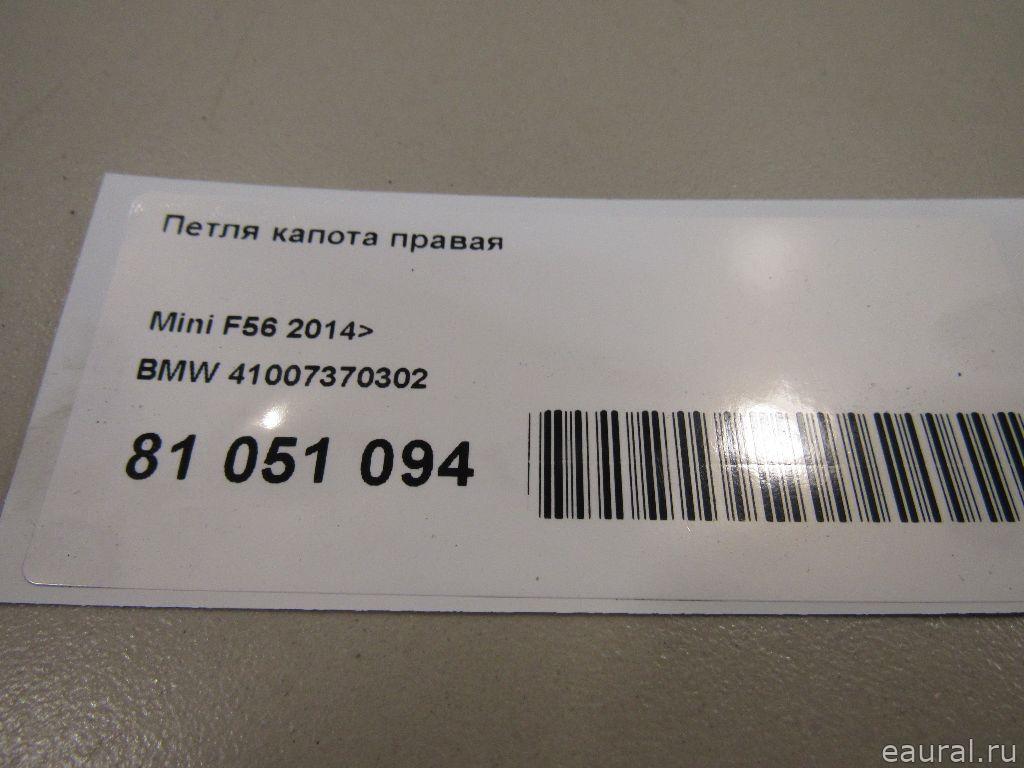 Петля капота правая
Mini F56 2014>
BMW 41007370302
81 051 094
eaural.ru